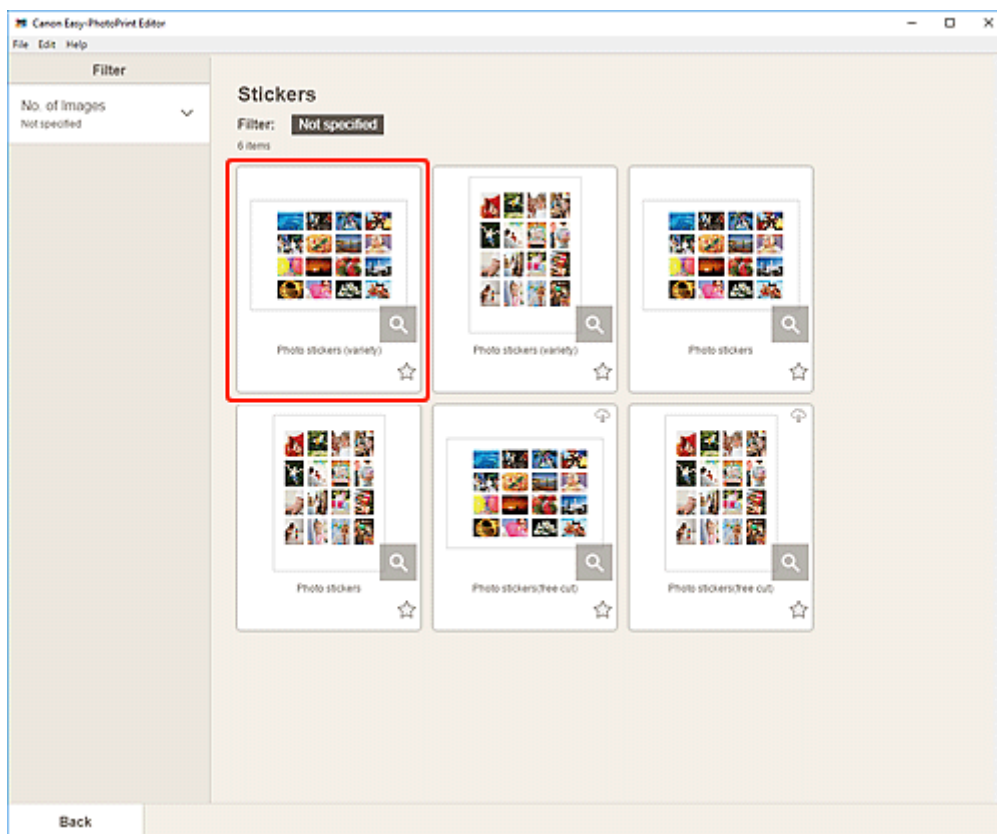 Canon Easy-PhotoPrint Editor
File Edit Help
Filter
No. of Images
Not specified
Stickers
Filter: Not specified
6 items
Photo stickers (variety)
Photo stickers (variety)
Photo stickers
Photo stickers
Photo stickers(free cut)
Photo stickers(free cut)
Back